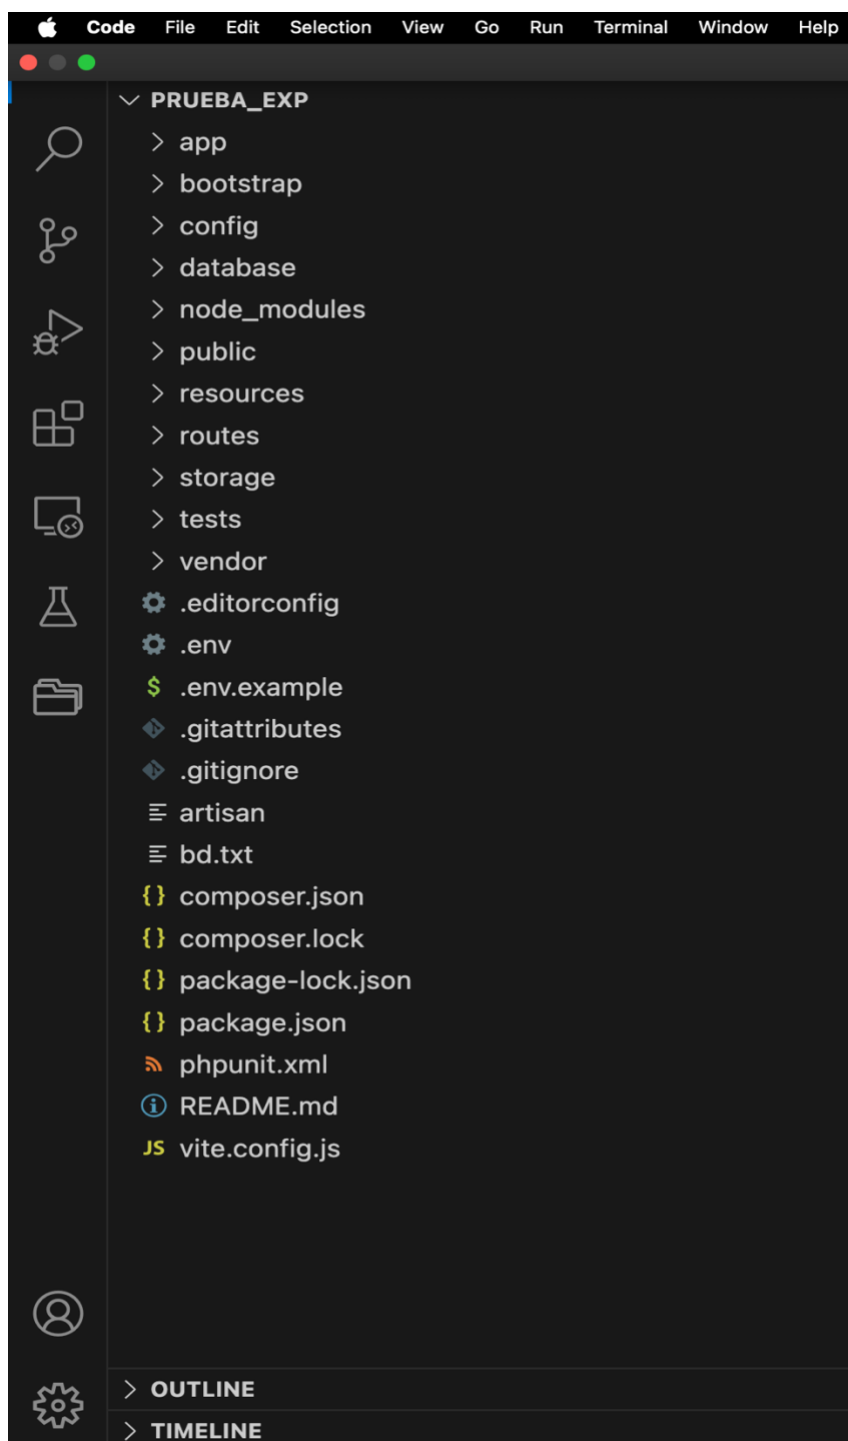 Code File Edit Selection View Go Run Terminal Window Help
PRUEBA_EXP
app
bootstrap
config
database
node_modules
public
resources
routes
storage
tests
vendor
.editorconfig
.env
$ .env.example
.gitattributes
.gitignore
artisan
bd.txt
{} composer.json
{} composer.lock
{} package-lock.json
{} package.json
phpunit.xml
README.md
JS vite.config.js
OUTLINE
TIMELINE